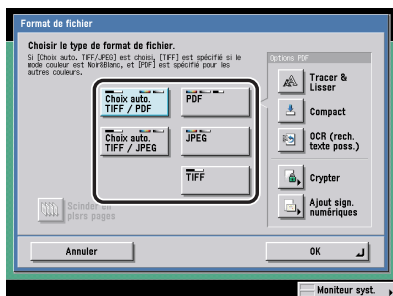 Format de fichier
Choisir le type de format de fichier.
Si [Choix auto. TIFF/JPEG] est choisi, [TIFF] est spécifié si le
mode couleur est Noir&Blanc, et [PDF] est spécifié pour les
autres couleurs.
Choix auto.
TIFF / PDF
PDF
Choix auto.
TIFF / JPEG
JPEG
TIFF
Scinder en
plsrs pages
Options PDF
Tracer &
Lisser
Compact
OCR (rech.
texte poss.)
Crypter
Ajout sign.
numériques
Annuler
OK
Moniteur syst.